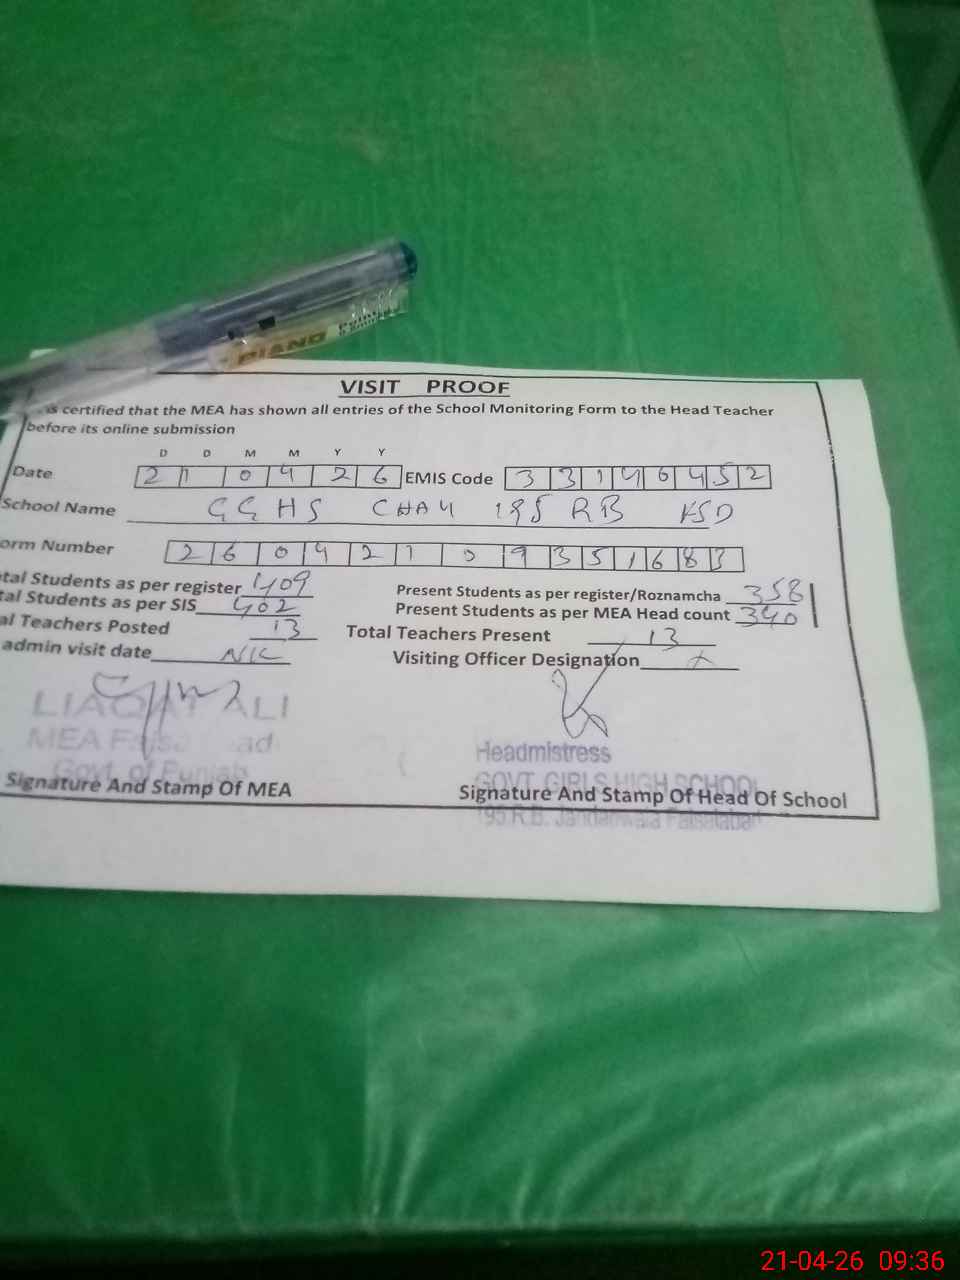 PIANO
VISIT PROOF
is certified that the MEA has shown all entries of the School Monitoring Form to the Head Teacher
before its online submission
D D M M Y Y
Date 2 1 0 4 2 6 EMIS Code 3 3 1 4 6 4 5 2
School Name GGHS CHAK 195 RB FSD
orm Number 2 6 0 4 2 1 0 9 3 5 1 6 8 3
tal Students as per register 409 Present Students as per register/Roznamcha 358
tal Students as per SIS 402 Present Students as per MEA Head count 340
al Teachers Posted 13 Total Teachers Present 13
admin visit date Nil Visiting Officer Designation x
LIAQAT ALI
MEA Faisalabad
Govt. of Punjab
Signature And Stamp Of MEA
Headmistress
GOVT. GIRLS HIGH SCHOOL
Signature And Stamp Of Head Of School
195 R.B. Jandanwala Faisalabad
21-04-26 09:36